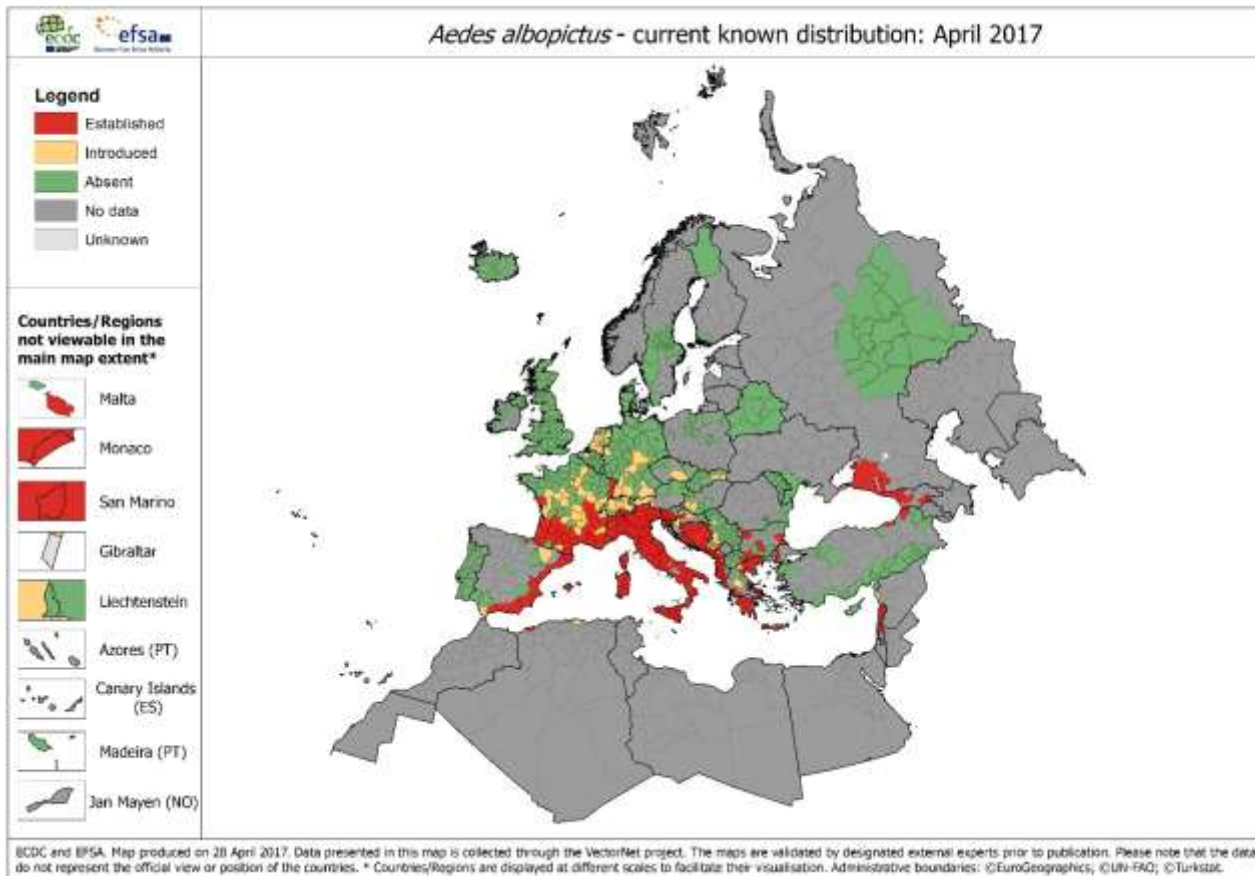 ecdc
efsa
Aedes albopictus - current known distribution: April 2017
Legend
Established
Introduced
Absent
No data
Unknown
Countries/Regions
not viewable in the
main map extent*
Malta
Monaco
San Marino
Gibraltar
Liechtenstein
Azores (PT)
Canary Islands
(ES)
Madeira (PT)
Jan Mayen (NO)
ECDC and EFSA. Map produced on 28 April 2017. Data presented in this map is collected through the VectorNet project. The maps are validated by designated external experts prior to publication. Please note that the data
do not represent the official view or position of the countries. * Countries/Regions are displayed at different scales to facilitate their visualisation. Administrative boundaries: ©EuroGeographics; ©UN-FAO; ©Turkstat.